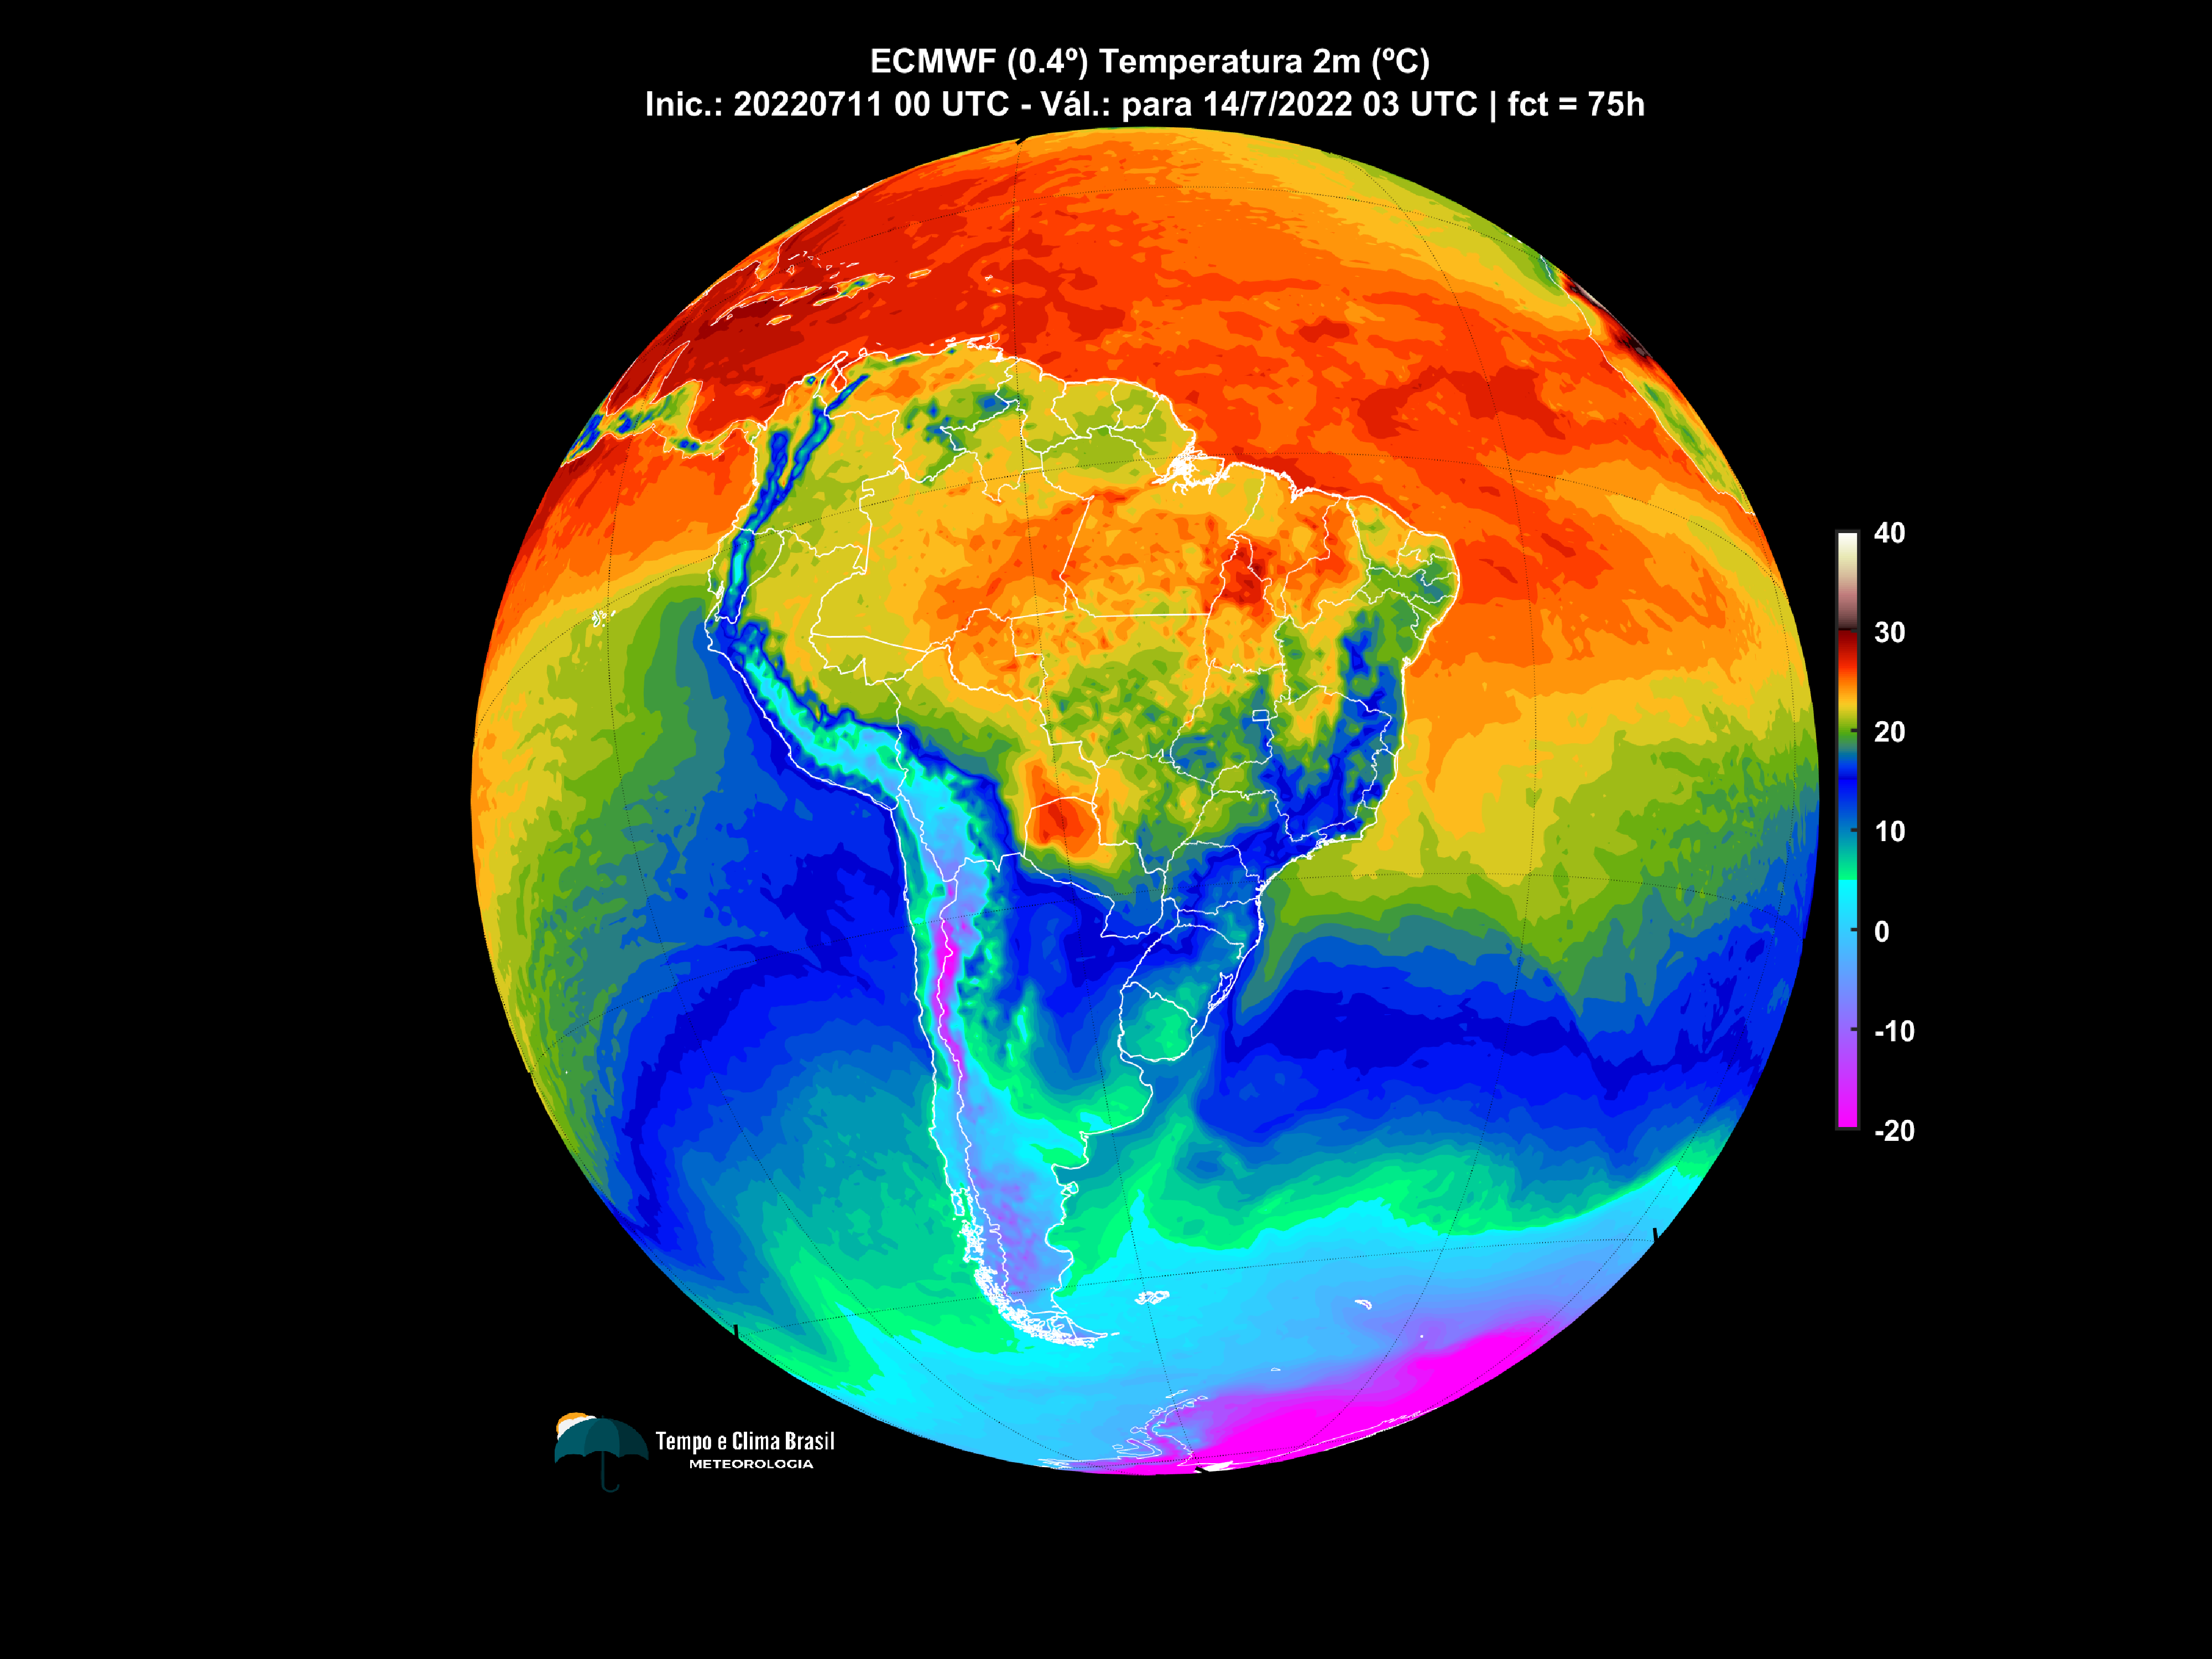 ECMWF (0.4º) Temperatura 2m (ºC)
Inic.: 20220711 00 UTC - Vál.: para 14/7/2022 03 UTC | fct = 75h
40
30
20
10
0
-10
-20
Tempo e Clima Brasil
METEOROLOGIA